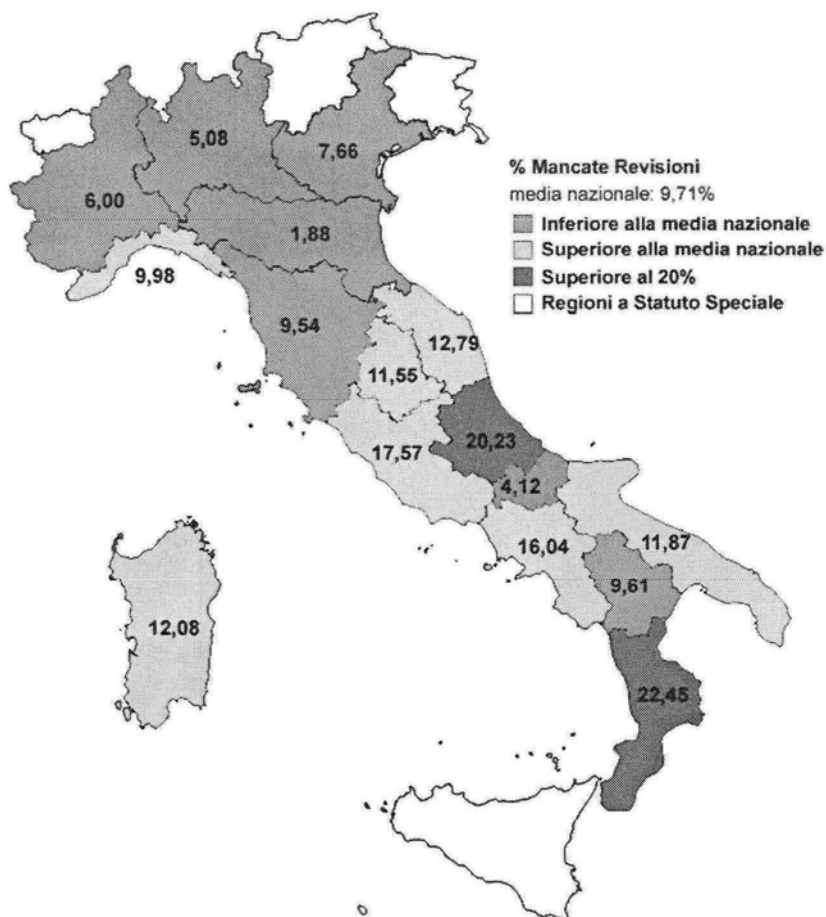 5,08
7,66
6,00
1,88
9,98
9,54
% Mancate Revisioni
media nazionale: 9,71%
Inferiore alla media nazionale
Superiore alla media nazionale
Superiore al 20%
Regioni a Statuto Speciale
12,79
11,55
20,23
17,57
4,12
16,04
11,87
9,61
12,08
22,45